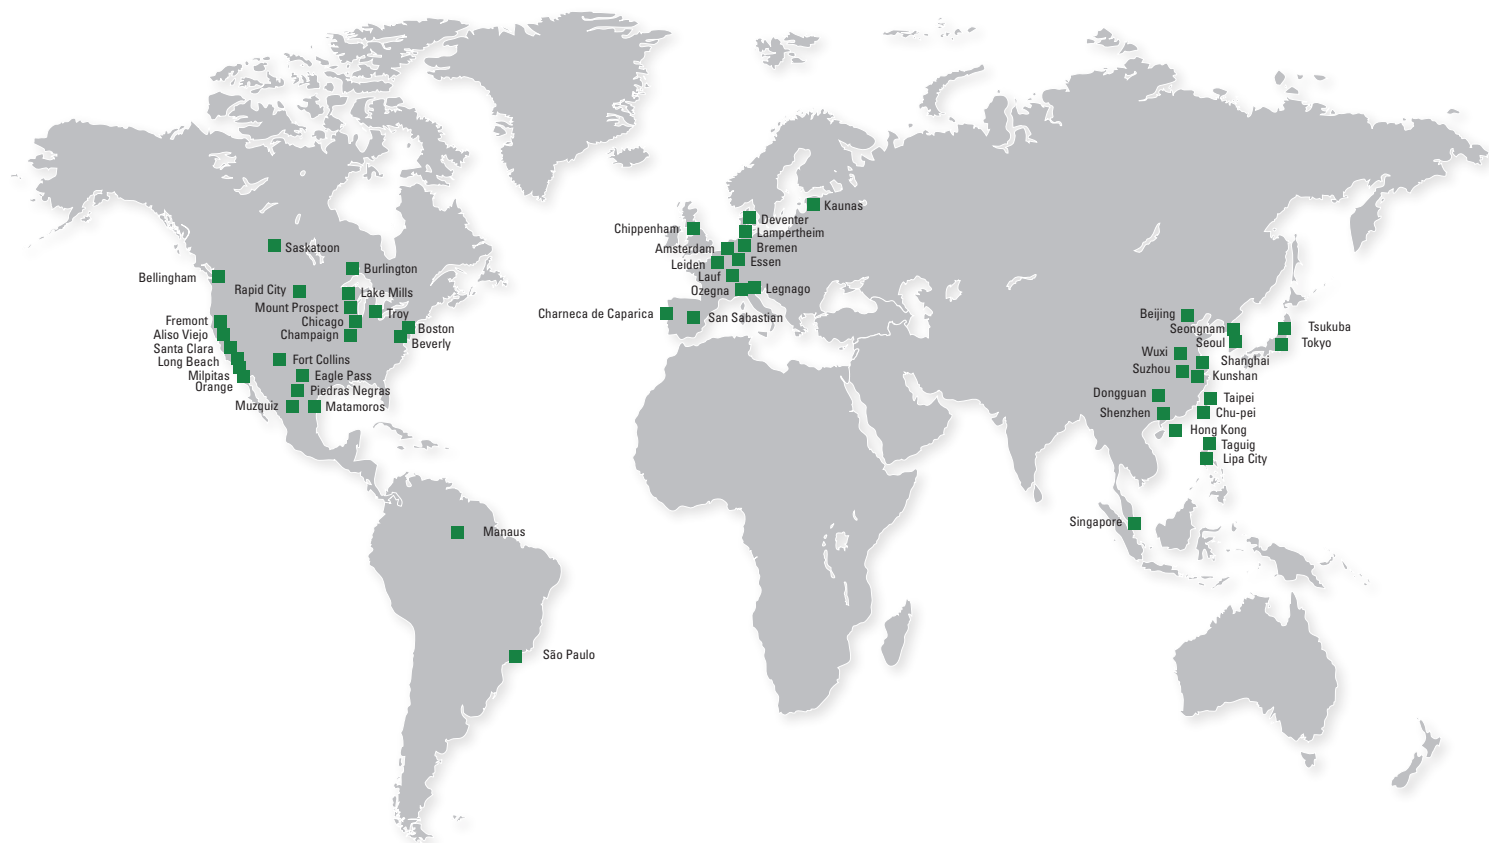 Saskatoon
Bellingham
Burlington
Rapid City
Lake Mills
Mount Prospect
Troy
Fremont
Chicago
Boston
Aliso Viejo
Champaign
Beverly
Santa Clara
Long Beach
Fort Collins
Milpitas
Eagle Pass
Orange
Piedras Negras
Muzquiz
Matamoros
Manaus
São Paulo
Kaunas
Deventer
Chippenham
Lampertheim
Amsterdam
Bremen
Leiden
Essen
Lauf
Ozegna
Legnago
Charneca de Caparica
San Sabastian
Beijing
Seongnam
Tsukuba
Seoul
Tokyo
Wuxi
Shanghai
Suzhou
Kunshan
Dongguan
Taipei
Shenzhen
Chu-pei
Hong Kong
Taguig
Lipa City
Singapore